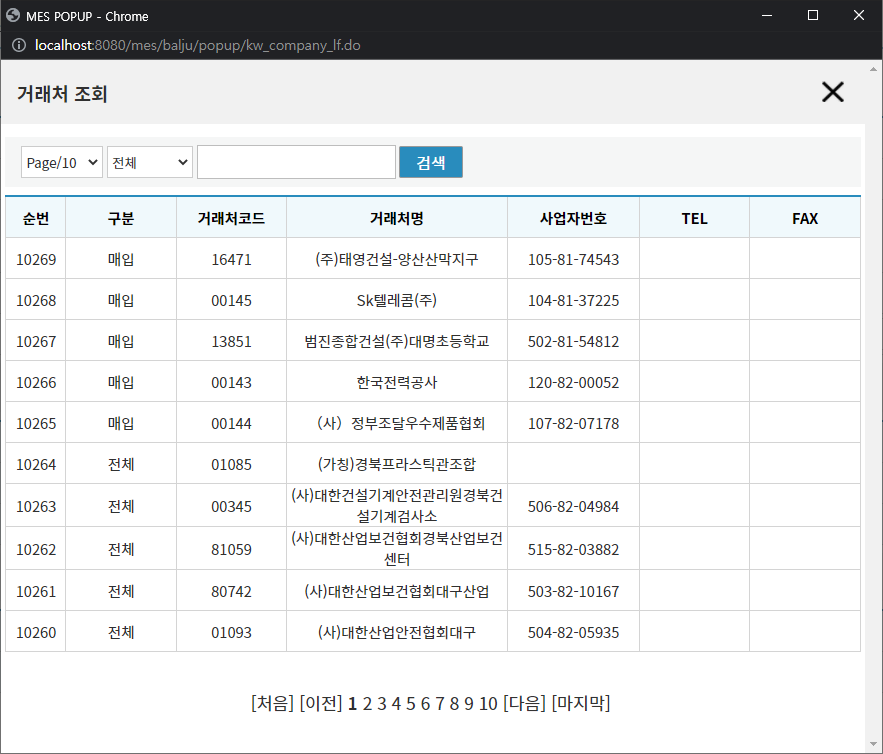 MES POPUP - Chrome
localhost:8080/mes/balju/popup/kw_company_lf.do
거래처 조회
Page/10 전체 검색
순번 구분 거래처코드 거래처명 사업자번호 TEL FAX
10269 매입 16471 (주)태영건설-양산산막지구 105-81-74543
10268 매입 00145 Sk텔레콤(주) 104-81-37225
10267 매입 13851 범진종합건설(주)대명초등학교 502-81-54812
10266 매입 00143 한국전력공사 120-82-00052
10265 매입 00144 （사）정부조달우수제품협회 107-82-07178
10264 전체 01085 (가칭)경북프라스틱관조합
10263 전체 00345 (사)대한건설기계안전관리원경북건
설기계검사소 506-82-04984
10262 전체 81059 (사)대한산업보건협회경북산업보건
센터 515-82-03882
10261 전체 80742 (사)대한산업보건협회대구산업 503-82-10167
10260 전체 01093 (사)대한산업안전협회대구 504-82-05935
[처음] [이전] 1 2 3 4 5 6 7 8 9 10 [다음] [마지막]